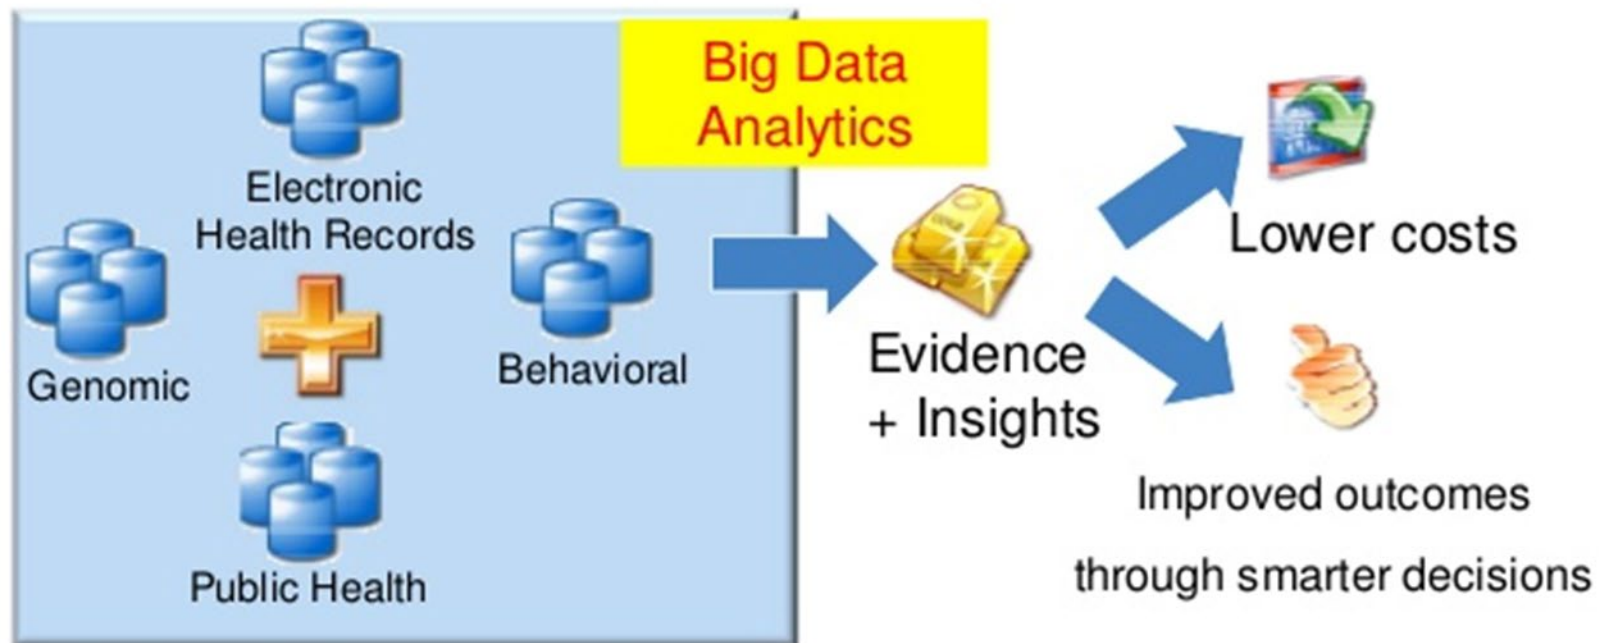 Big Data
Analytics
Electronic
Health Records
Genomic
Behavioral
Public Health
Evidence
+ Insights
Lower costs
Improved outcomes
through smarter decisions